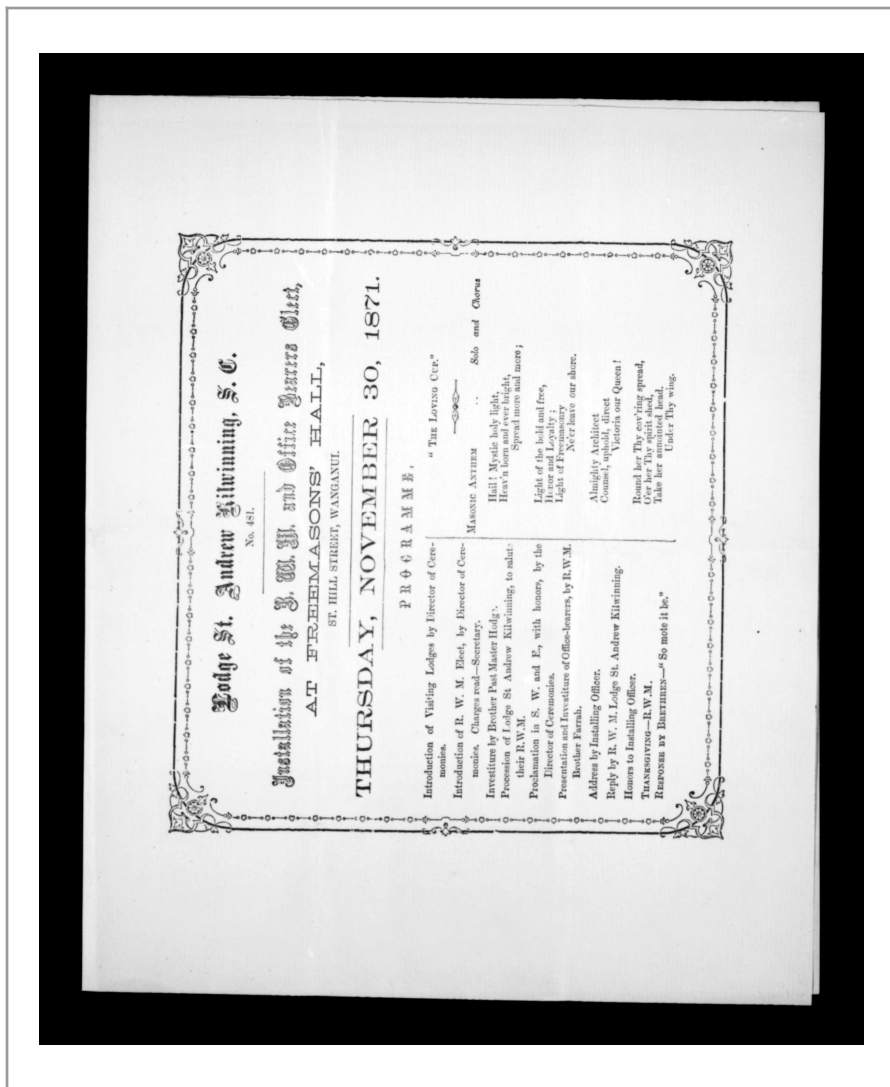 Lodge St. Andrew Kilwinning, S. C.
No. 481.
Installation of the R. W. M. and Office Bearers Elect,
AT FREEMASONS' HALL,
ST. HILL STREET, WANGANUI.
THURSDAY, NOVEMBER 30, 1871.
PROGRAMME.
Introduction of Visiting Lodges by Director of Cere-
monies.
Introduction of R. W. M. Elect, by Director of Cere-
monies. Charges read—Secretary.
Investiture by Brother Past Master Hodge.
Procession of Lodge St Andrew Kilwinning, to salute
their R.W.M.
Proclamation in S. W. and E., with honors, by the
Director of Ceremonies.
Presentation and Investiture of Office-bearers, by R.W.M.
Brother Farrah.
Address by Installing Officer.
Reply by R. W. M. Lodge St. Andrew Kilwinning.
Honors to Installing Officer.
THANKSGIVING—R.W.M.
RESPONSE BY BRETHREN—"So mote it be."
"THE LOVING CUP."
MASONIC ANTHEM .. Solo and Chorus
Hail! Mystic holy light,
Heav'n born and ever bright,
Spread more and more;
Light of the bold and free,
Honor and Loyalty;
Light of Freemasonry
Ne'er leave our shore.
Almighty Architect
Counsel, uphold, direct
Victoria our Queen!
Round her Thy cov'ring spread,
O'er her Thy spirit shed,
Take her annointed head.
Under Thy wing.